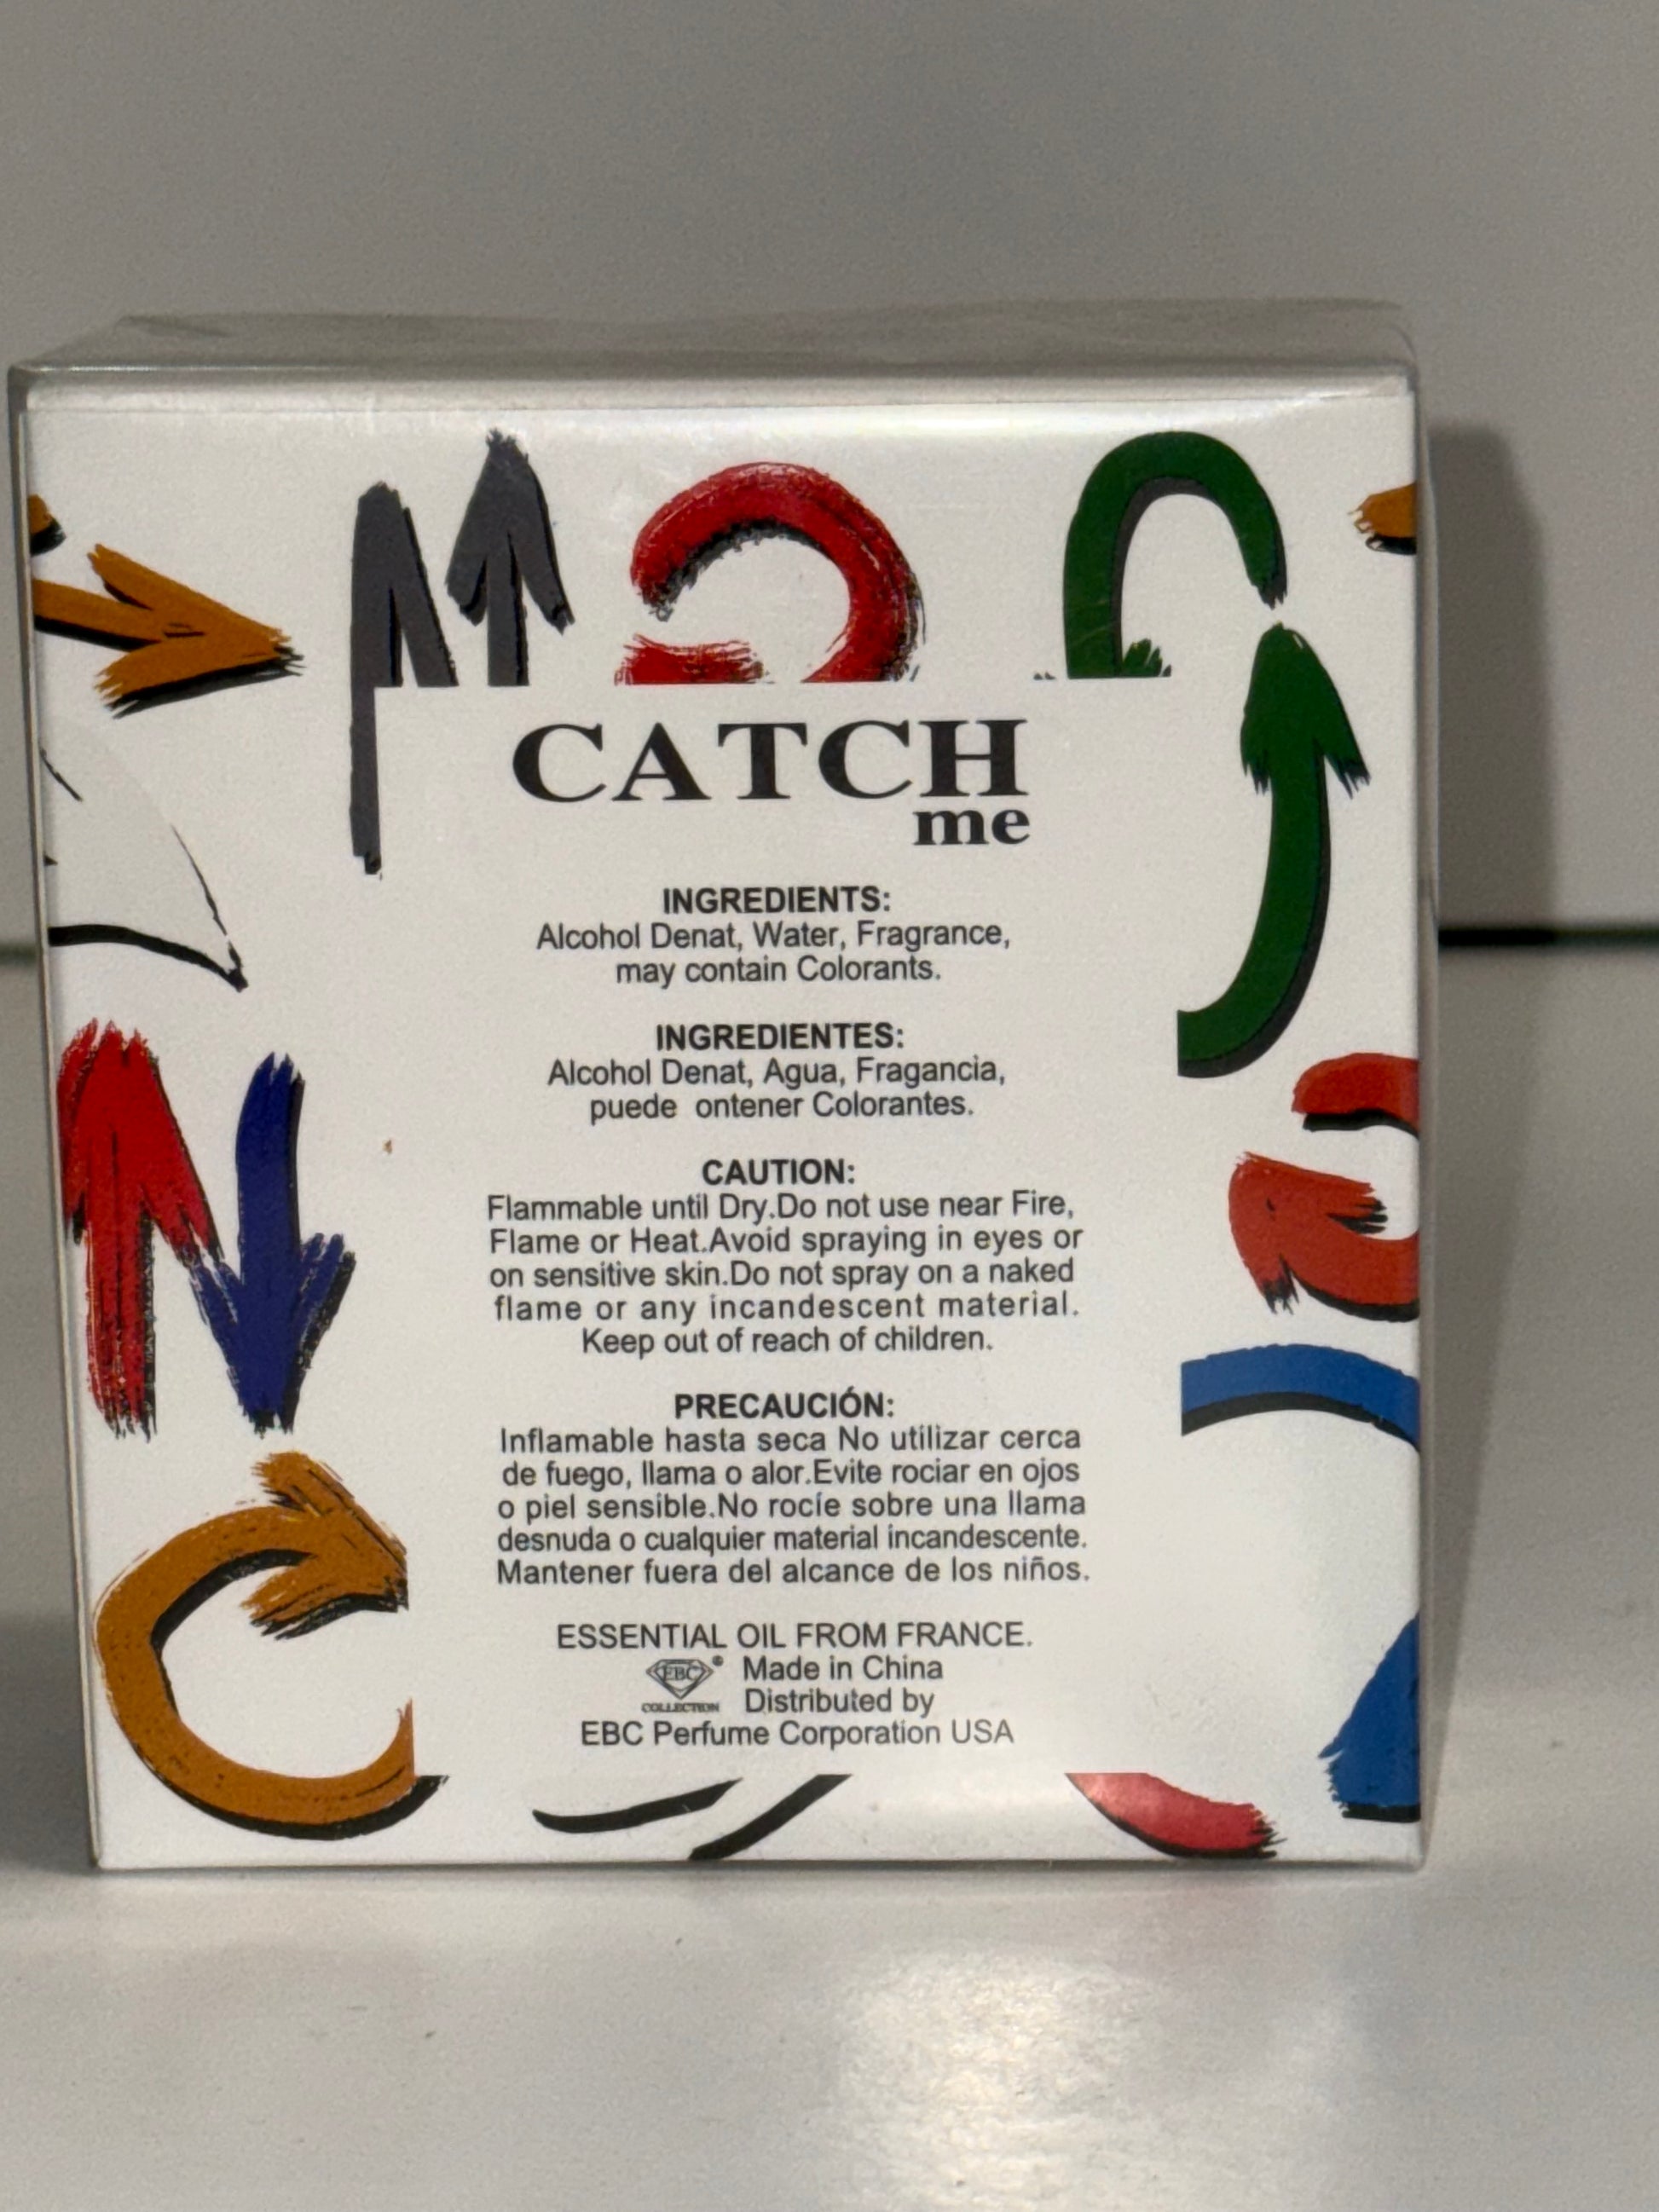 CATCH
me
INGREDIENTS:
Alcohol Denat, Water, Fragrance,
may contain Colorants.
INGREDIENTES:
Alcohol Denat, Agua, Fragancia,
puede  ontener Colorantes.
CAUTION:
Flammable until Dry.Do not use near Fire,
Flame or Heat.Avoid spraying in eyes or
on sensitive skin.Do not spray on a naked
flame or any incandescent material.
Keep out of reach of children.
PRECAUCIÓN:
Inflamable hasta seca No utilizar cerca
de fuego, llama o alor.Evite rociar en ojos
o piel sensible.No rocíe sobre una llama
desnuda o cualquier material incandescente.
Mantener fuera del alcance de los niños.
ESSENTIAL OIL FROM FRANCE.
EBC® Made in China
COLLECTION Distributed by
EBC Perfume Corporation USA